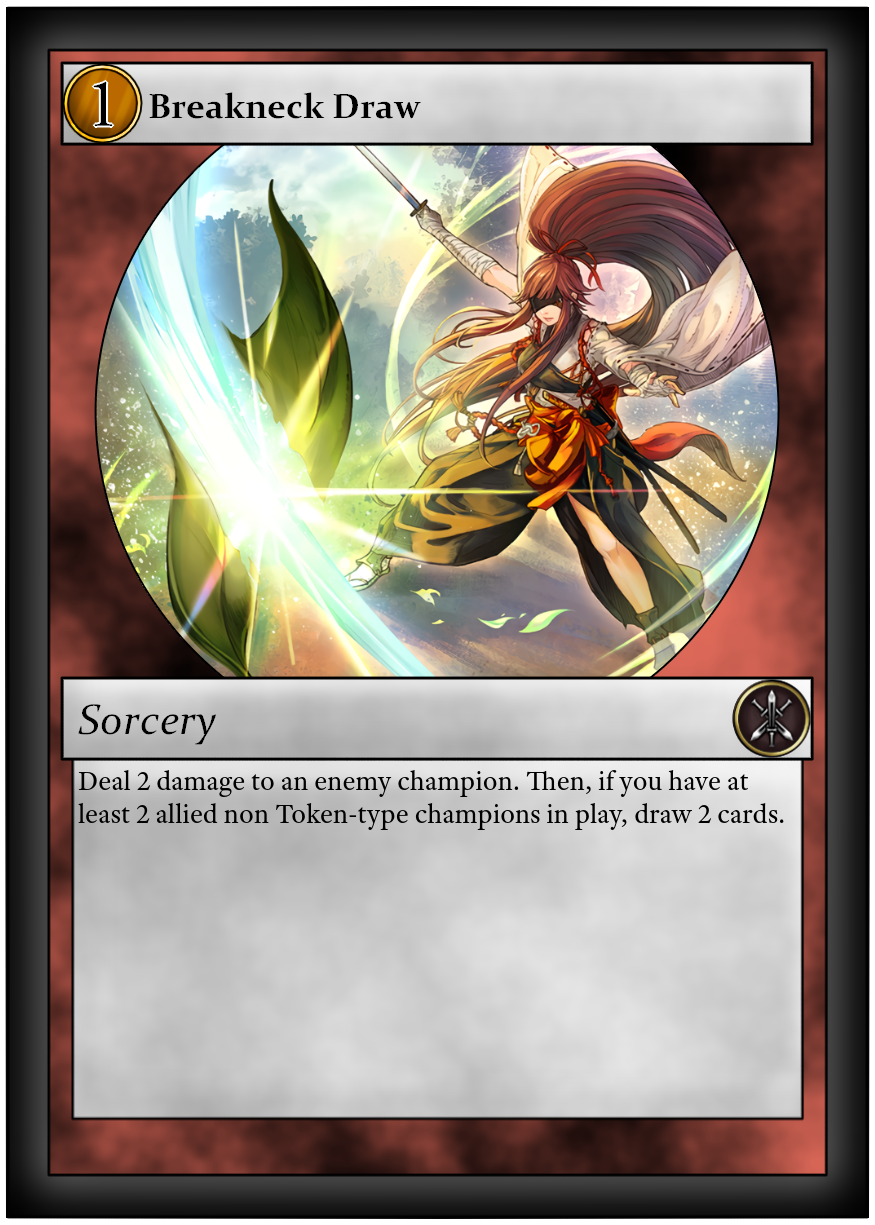 1 Breakneck Draw
Sorcery
Deal 2 damage to an enemy champion. Then, if you have at
least 2 allied non Token-type champions in play, draw 2 cards.